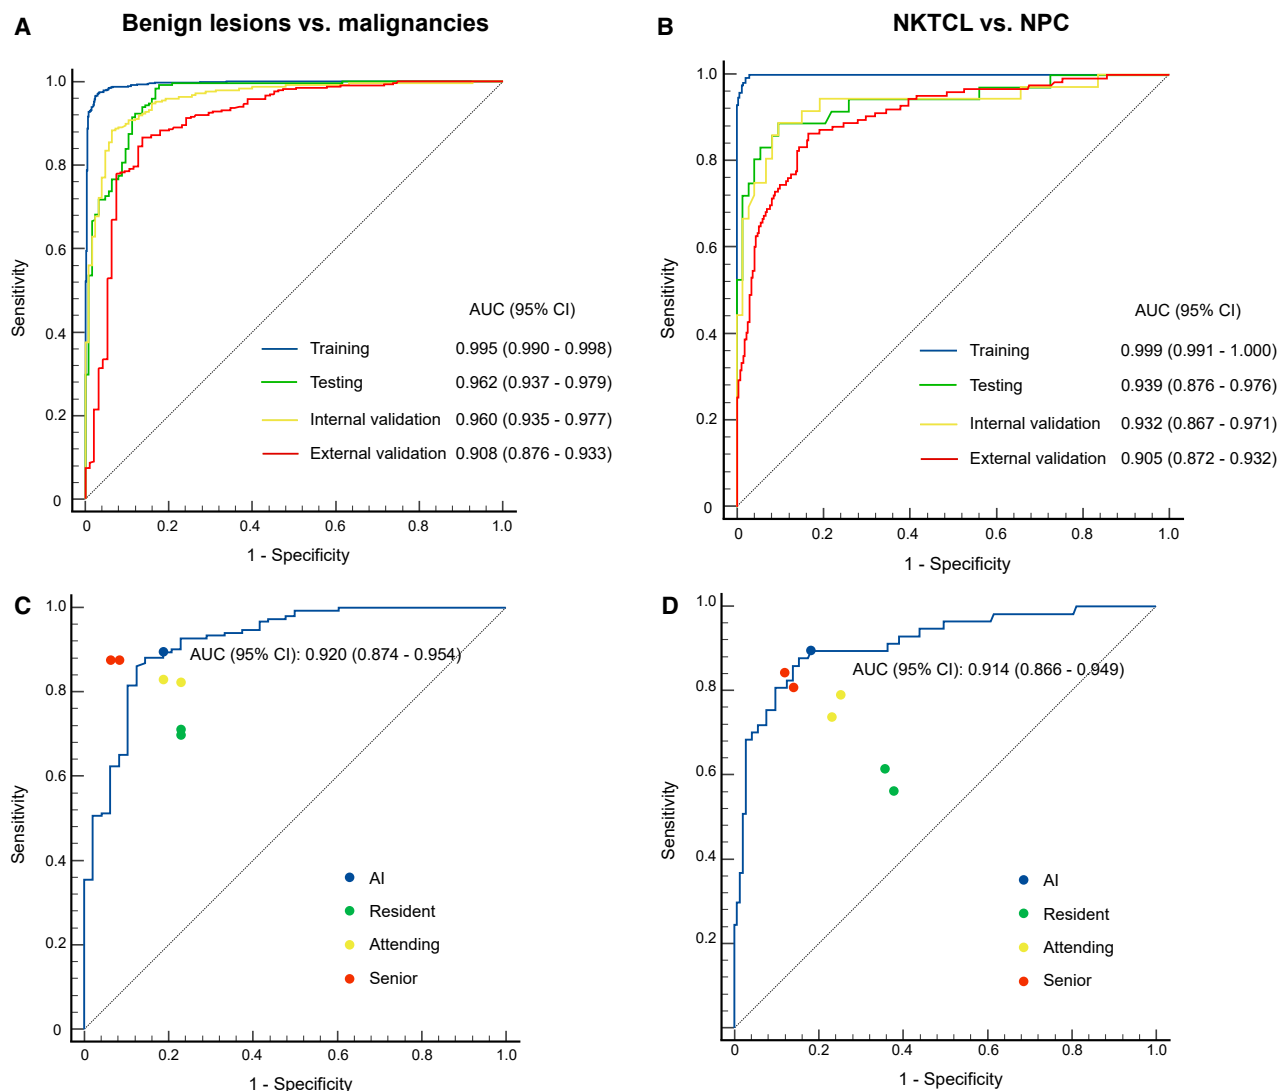 A
Benign lesions vs. malignancies
1.0
0.8
0.6
0.4
0.2
0
Sensitivity
AUC (95% CI)
Training 0.995 (0.990 - 0.998)
Testing 0.962 (0.937 - 0.979)
Internal validation 0.960 (0.935 - 0.977)
External validation 0.908 (0.876 - 0.933)
0 0.2 0.4 0.6 0.8 1.0
1 - Specificity
B
NKTCL vs. NPC
1.0
0.8
0.6
0.4
0.2
0
Sensitivity
AUC (95% CI)
Training 0.999 (0.991 - 1.000)
Testing 0.939 (0.876 - 0.976)
Internal validation 0.932 (0.867 - 0.971)
External validation 0.905 (0.872 - 0.932)
0 0.2 0.4 0.6 0.8 1.0
1 - Specificity
C
1.0
0.8
0.6
0.4
0.2
0
Sensitivity
AUC (95% CI): 0.920 (0.874 - 0.954)
AI
Resident
Attending
Senior
0 0.2 0.4 0.6 0.8 1.0
1 - Specificity
D
1.0
0.8
0.6
0.4
0.2
Sensitivity
AUC (95% CI): 0.914 (0.866 - 0.949)
AI
Resident
Attending
Senior
0 0.2 0.4 0.6 0.8 1.0
1 - Specificity